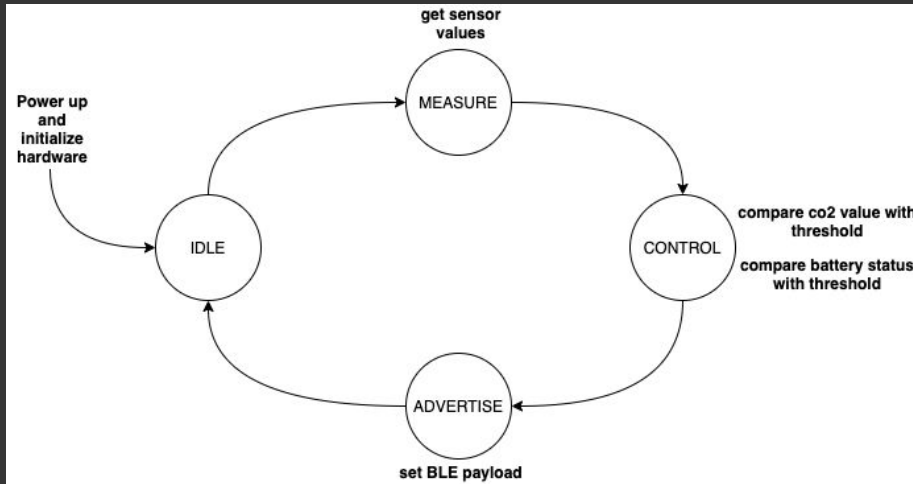 get sensor
values
MEASURE
Power up
and
initialize
hardware
IDLE
CONTROL
compare co2 value with
threshold
compare battery status
with threshold
ADVERTISE
set BLE payload